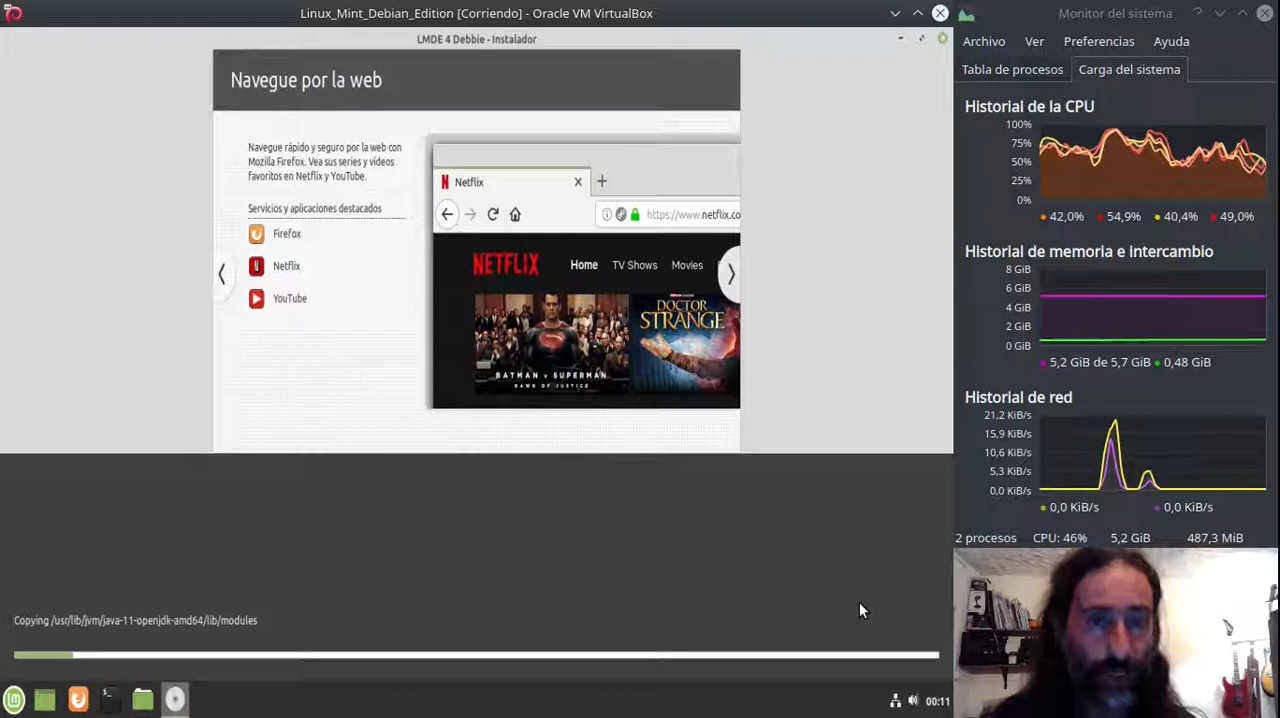 Linux_Mint_Debian_Edition [Corriendo] - Oracle VM VirtualBox
LMDE 4 Debbie - Instalador
Navegue por la web
Navegue rápido y seguro por la web con
Mozilla Firefox. Vea sus series y videos
favoritos en Netflix y YouTube.
Servicios y aplicaciones destacados
Firefox
Netflix
YouTube
Netflix
https://www.netflix.co
NETFLIX Home TV Shows Movies
BATMAN v SUPERMAN
DAWN OF JUSTICE
DOCTOR
STRANGE
Copying /usr/lib/jvm/java-11-openjdk-amd64/lib/modules
00:11
Monitor del sistema
Archivo Ver Preferencias Ayuda
Tabla de procesos Carga del sistema
Historial de la CPU
100%
75%
50%
25%
0%
42,0% 54,9% 40,4% 49,0%
Historial de memoria e intercambio
8 GiB
6 GiB
4 GiB
2 GiB
0 GiB
5,2 GiB de 5,7 GiB 0,48 GiB
Historial de red
21,2 KiB/s
15,9 KiB/s
10,6 KiB/s
5,3 KiB/s
0,0 KiB/s
0,0 KiB/s 0,0 KiB/s
2 procesos CPU: 46% 5,2 GiB 487,3 MiB